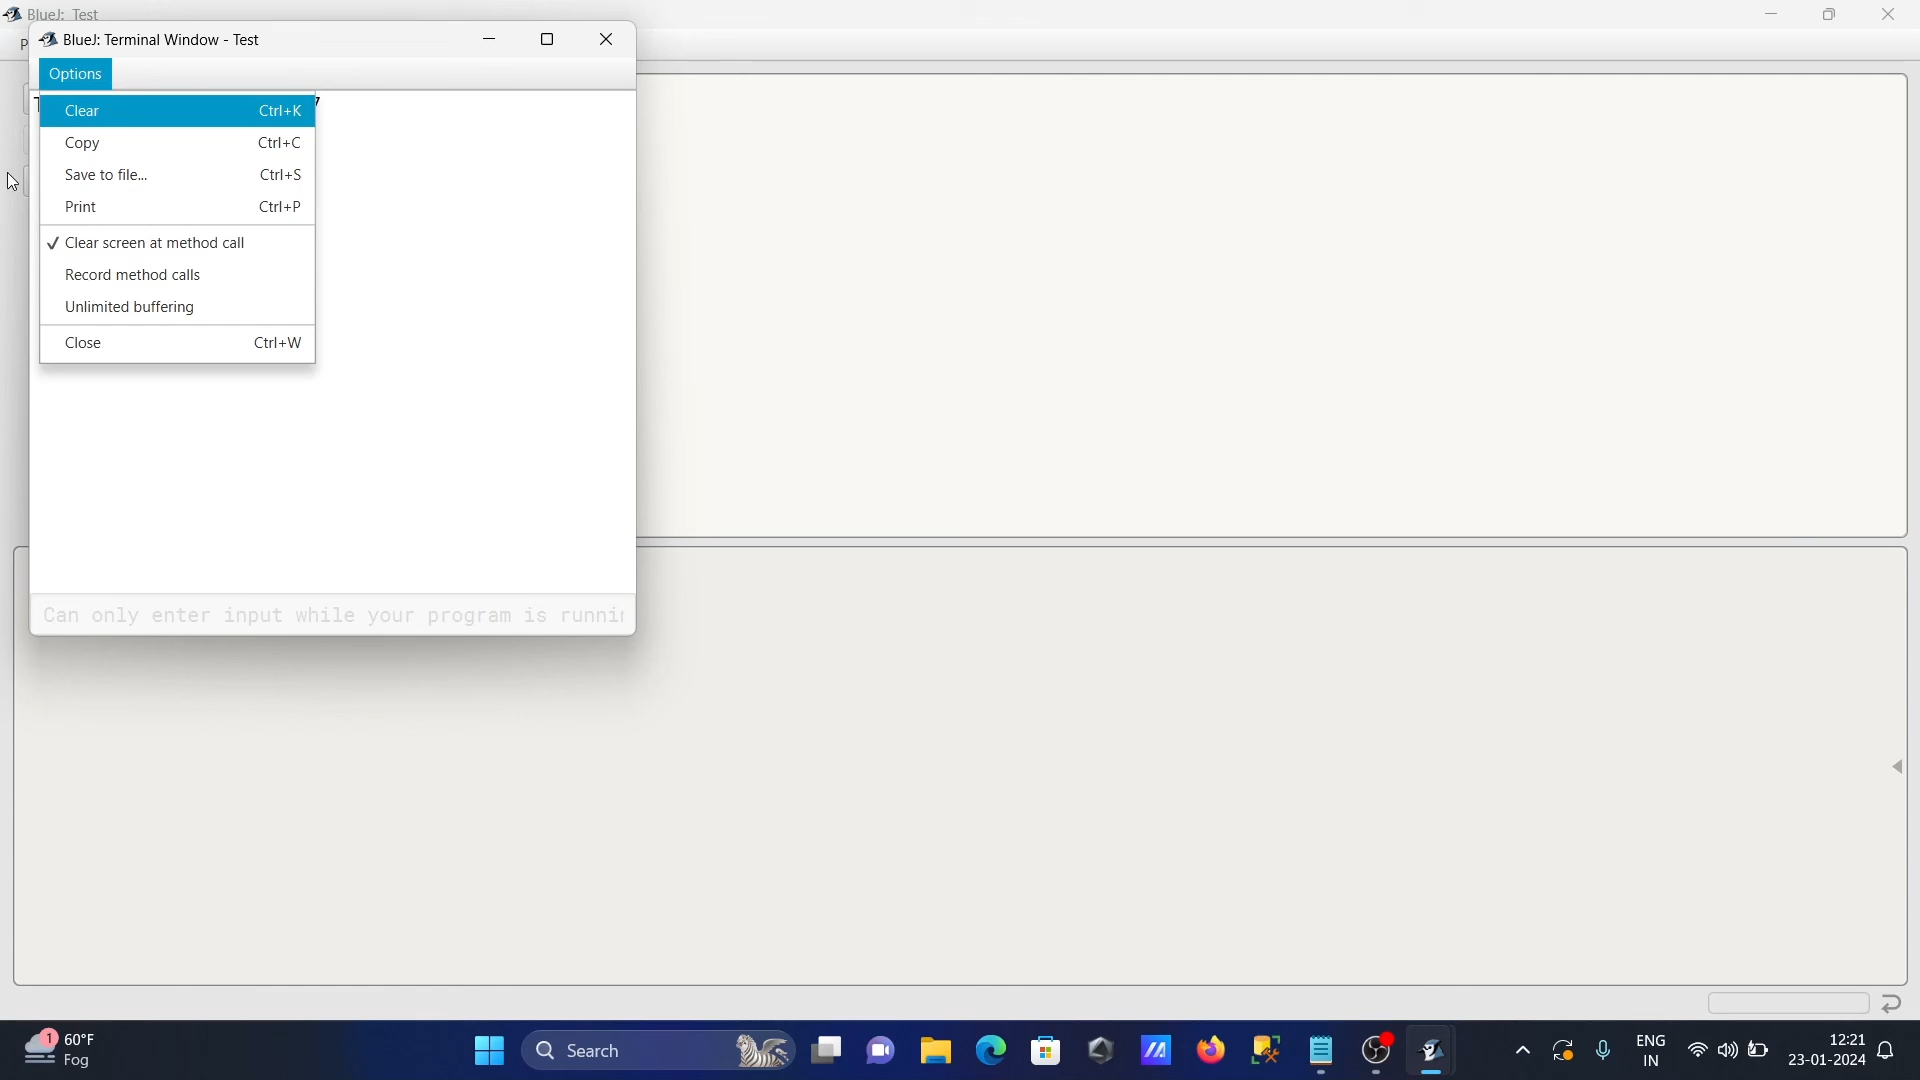 BlueJ: Test
BlueJ: Terminal Window - Test
Options
Clear Ctrl+K
Copy Ctrl+C
Save to file... Ctrl+S
Print Ctrl+P
✓ Clear screen at method call
Record method calls
Unlimited buffering
Close Ctrl+W
Can only enter input while your program is runnin
1
60°F
Fog
Search
ENG
IN
12:21
23-01-2024